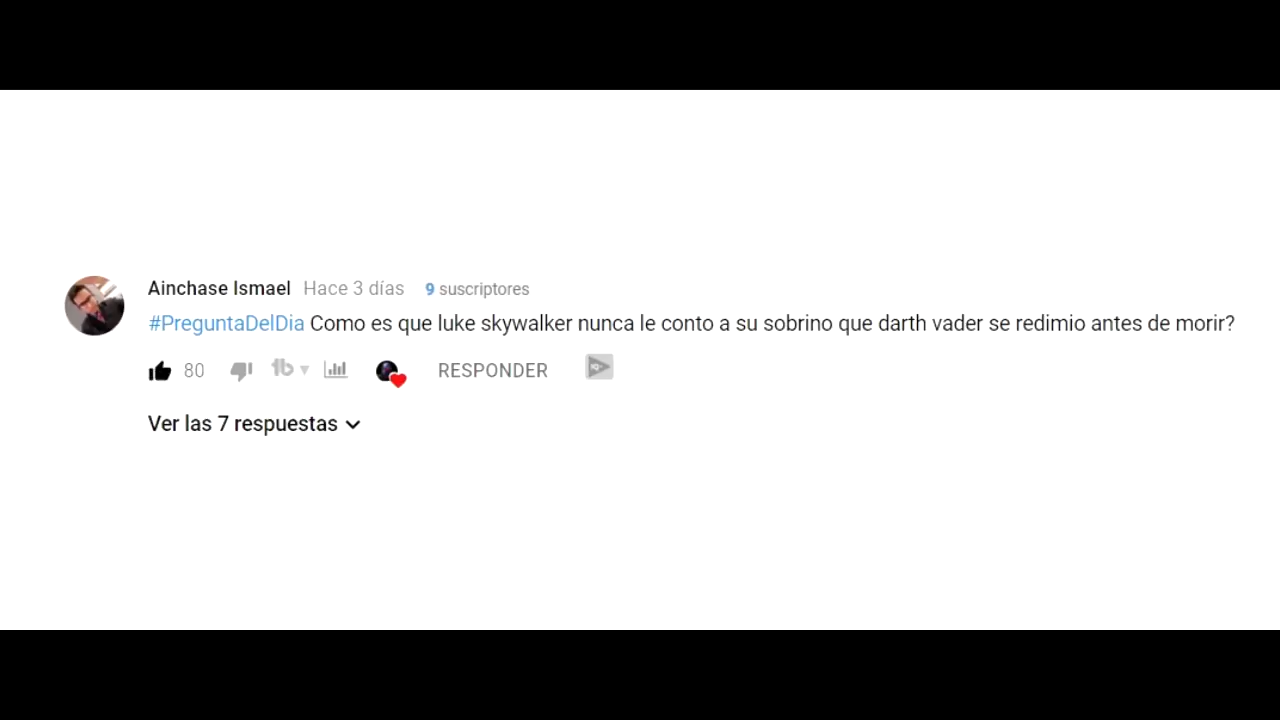 Ainchase Ismael Hace 3 días 9 suscriptores
#PreguntaDelDia Como es que luke skywalker nunca le conto a su sobrino que darth vader se redimio antes de morir?
80 RESPONDER
Ver las 7 respuestas